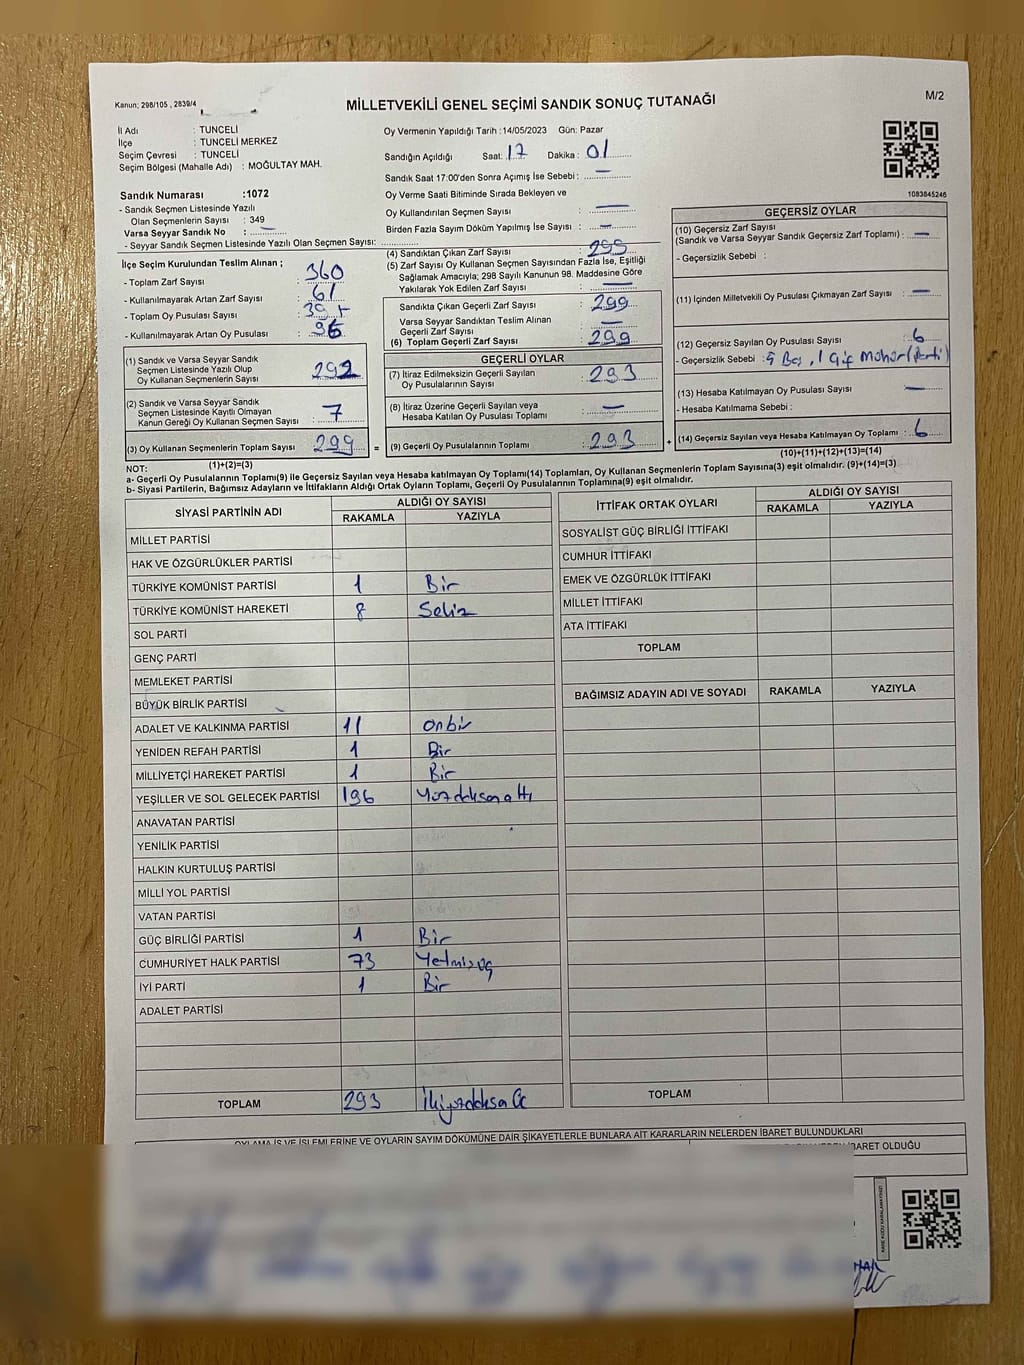 Kanun; 298/105 , 2839/4
MİLLETVEKİLİ GENEL SEÇİMİ SANDIK SONUÇ TUTANAĞI
M/2
İl Adı : TUNCELİ
İlçe : TUNCELİ MERKEZ
Seçim Çevresi : TUNCELİ
Seçim Bölgesi (Mahalle Adı) : MOĞULTAY MAH.
Sandık Numarası :1072
- Sandık Seçmen Listesinde Yazılı
Olan Seçmenlerin Sayısı : 349
Varsa Seyyar Sandık No : —
- Seyyar Sandık Seçmen Listesinde Yazılı Olan Seçmen Sayısı:
Oy Vermenin Yapıldığı Tarih :14/05/2023 Gün: Pazar
Sandığın Açıldığı Saat: 17 Dakika : 01
Sandık Saat 17:00'den Sonra Açımış İse Sebebi : —
Oy Verme Saati Bitiminde Sırada Bekleyen ve
Oy Kullandırılan Seçmen Sayısı : —
Birden Fazla Sayım Döküm Yapılmış İse Sayısı : —
1083845246
İlçe Seçim Kurulundan Teslim Alınan ;
- Toplam Zarf Sayısı : 360
- Kullanılmayarak Artan Zarf Sayısı : 61
- Toplam Oy Pusulası Sayısı :
- Kullanılmayarak Artan Oy Pusulası : 96
(1) Sandık ve Varsa Seyyar Sandık
Seçmen Listesinde Yazılı Olup
Oy Kullanan Seçmenlerin Sayısı : 292
(2) Sandık ve Varsa Seyyar Sandık
Seçmen Listesinde Kayıtlı Olmayan
Kanun Gereği Oy Kullanan Seçmen Sayısı : 7
(3) Oy Kullanan Seçmenlerin Toplam Sayısı : 299
(1)+(2)=(3)
(4) Sandıktan Çıkan Zarf Sayısı : 299
(5) Zarf Sayısı Oy Kullanan Seçmen Sayısından Fazla İse, Eşitliği
Sağlamak Amacıyla; 298 Sayılı Kanunun 98. Maddesine Göre
Yakılarak Yok Edilen Zarf Sayısı : —
Sandıkta Çıkan Geçerli Zarf Sayısı : 299
Varsa Seyyar Sandıktan Teslim Alınan
Geçerli Zarf Sayısı : —
(6) Toplam Geçerli Zarf Sayısı : 299
GEÇERLİ OYLAR
(7) İtiraz Edilmeksizin Geçerli Sayılan
Oy Pusulalarının Sayısı : 293
(8) İtiraz Üzerine Geçerli Sayılan veya
Hesaba Katılan Oy Pusulası Toplamı : —
= (9) Geçerli Oy Pusulalarının Toplamı : 293
GEÇERSİZ OYLAR
(10) Geçersiz Zarf Sayısı
(Sandık ve Varsa Seyyar Sandık Geçersiz Zarf Toplamı) : —
- Geçersizlik Sebebi :
(11) İçinden Milletvekili Oy Pusulası Çıkmayan Zarf Sayısı : —
(12) Geçersiz Sayılan Oy Pusulası Sayısı : 6
- Geçersizlik Sebebi : 5 Boş, 1 Çif Mühür (Parti)
(13) Hesaba Katılmayan Oy Pusulası Sayısı : —
- Hesaba Katılmama Sebebi :
+ (14) Geçersiz Sayılan veya Hesaba Katılmayan Oy Toplamı : 6
(10)+(11)+(12)+(13)=(14)
NOT:
a- Geçerli Oy Pusulalarının Toplamı(9) ile Geçersiz Sayılan veya Hesaba katılmayan Oy Toplamı(14) Toplamları, Oy Kullanan Seçmenlerin Toplam Sayısına(3) eşit olmalıdır. (9)+(14)=(3)
b- Siyasi Partilerin, Bağımsız Adayların ve İttifakların Aldığı Ortak Oyların Toplamı, Geçerli Oy Pusulalarının Toplamına(9) eşit olmalıdır.
SİYASİ PARTİNİN ADI ALDIĞI OY SAYISI
RAKAMLA YAZIYLA
MİLLET PARTİSİ
HAK VE ÖZGÜRLÜKLER PARTİSİ
TÜRKİYE KOMÜNİST PARTİSİ 1 Bir
TÜRKİYE KOMÜNİST HAREKETİ 8 Sekiz
SOL PARTİ
GENÇ PARTİ
MEMLEKET PARTİSİ
BÜYÜK BİRLİK PARTİSİ
ADALET VE KALKINMA PARTİSİ 11 Onbir
YENİDEN REFAH PARTİSİ 1 Bir
MİLLİYETÇİ HAREKET PARTİSİ 1 Bir
YEŞİLLER VE SOL GELECEK PARTİSİ 196 Yüzdoksanaltı
ANAVATAN PARTİSİ
YENİLİK PARTİSİ
HALKIN KURTULUŞ PARTİSİ
MİLLİ YOL PARTİSİ
VATAN PARTİSİ
GÜÇ BİRLİĞİ PARTİSİ 1 Bir
CUMHURİYET HALK PARTİSİ 73 Yetmişüç
İYİ PARTİ 1 Bir
ADALET PARTİSİ
TOPLAM 293
İTTİFAK ORTAK OYLARI ALDIĞI OY SAYISI
RAKAMLA YAZIYLA
SOSYALİST GÜÇ BİRLİĞİ İTTİFAKI
CUMHUR İTTİFAKI
EMEK VE ÖZGÜRLÜK İTTİFAKI
MİLLET İTTİFAKI
ATA İTTİFAKI
TOPLAM
BAĞIMSIZ ADAYIN ADI VE SOYADI RAKAMLA YAZIYLA
TOPLAM
OYLAMA İŞ VE İŞLEMLERİNE VE OYLARIN SAYIM DÖKÜMÜNE DAİR ŞİKAYETLERLE BUNLARA AİT KARARLARIN NELERDEN İBARET BULUNDUKLARI
İBARET OLDUĞU